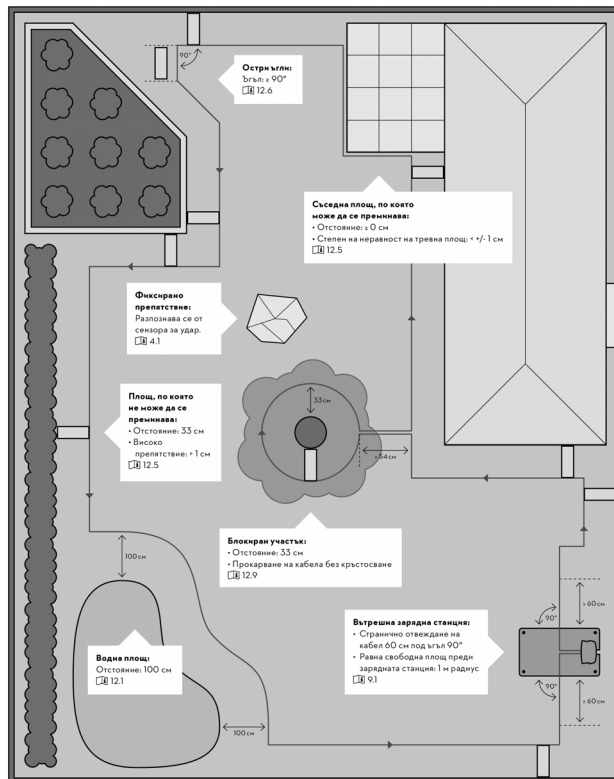 90°
Остри ъгли:
Ъгъл: ≥ 90°
12.6
Съседна площ, по която
може да се преминава:
• Отстояние: ≥ 0 см
• Степен на неравност на тревна площ: < +/- 1 см
12.5
Фиксирано
препятствие:
Разпознава се от
сензора за удар.
4.1
33 см
Площ, по която
не може да се
преминава:
• Отстояние: 33 см
• Високо
препятствие: > 1 см
12.5
≥ 54 см
Блокиран участък:
• Отстояние: 33 см
• Прокарване на кабела без кръстосване
12.9
100 см
≥ 60см
90°
Вътрешна зарядна станция:
• Странично отвеждане на
кабел 60 см под ъгъл 90°
• Равна свободна площ преди
зарядната станция: 1 м радиус
9.1
Водна площ:
Отстояние: 100 см
12.1
90°
≥ 60см
100 см